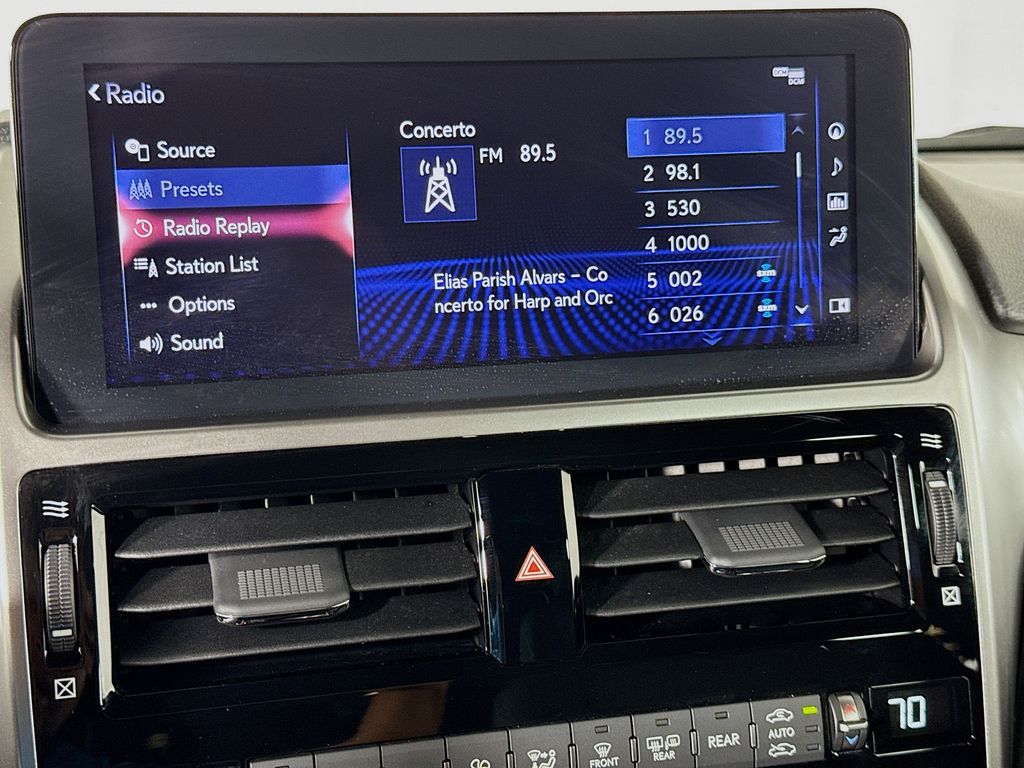 Radio
DCM
DCM
Source
Presets
Radio Replay
Station List
Options
Sound
Concerto
FM 89.5
Elias Parish Alvars – Co
ncerto for Harp and Orc
1 89.5
2 98.1
3 530
4 1000
5 002 sxm
6 026 sxm
70
AUTO
REAR
REAR
FRONT